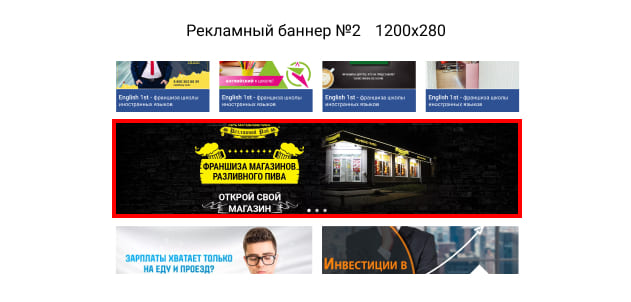 Рекламный баннер №2 1200x280
АНГЛИЙСКИЙ
English 1st - франшиза школы
иностранных языков
English 1st - франшиза школы
иностранных языков
English 1st - франшиза школы
иностранных языков
English 1st - франшиза школы
иностранных языков
ФРАНШИЗА МАГАЗИНОВ
РАЗЛИВНОГО ПИВА
ОТКРОЙ СВОЙ
МАГАЗИН
ЗАРПЛАТЫ ХВАТАЕТ ТОЛЬКО
НА ЕДУ И ПРОЕЗД?
Инвестиции в